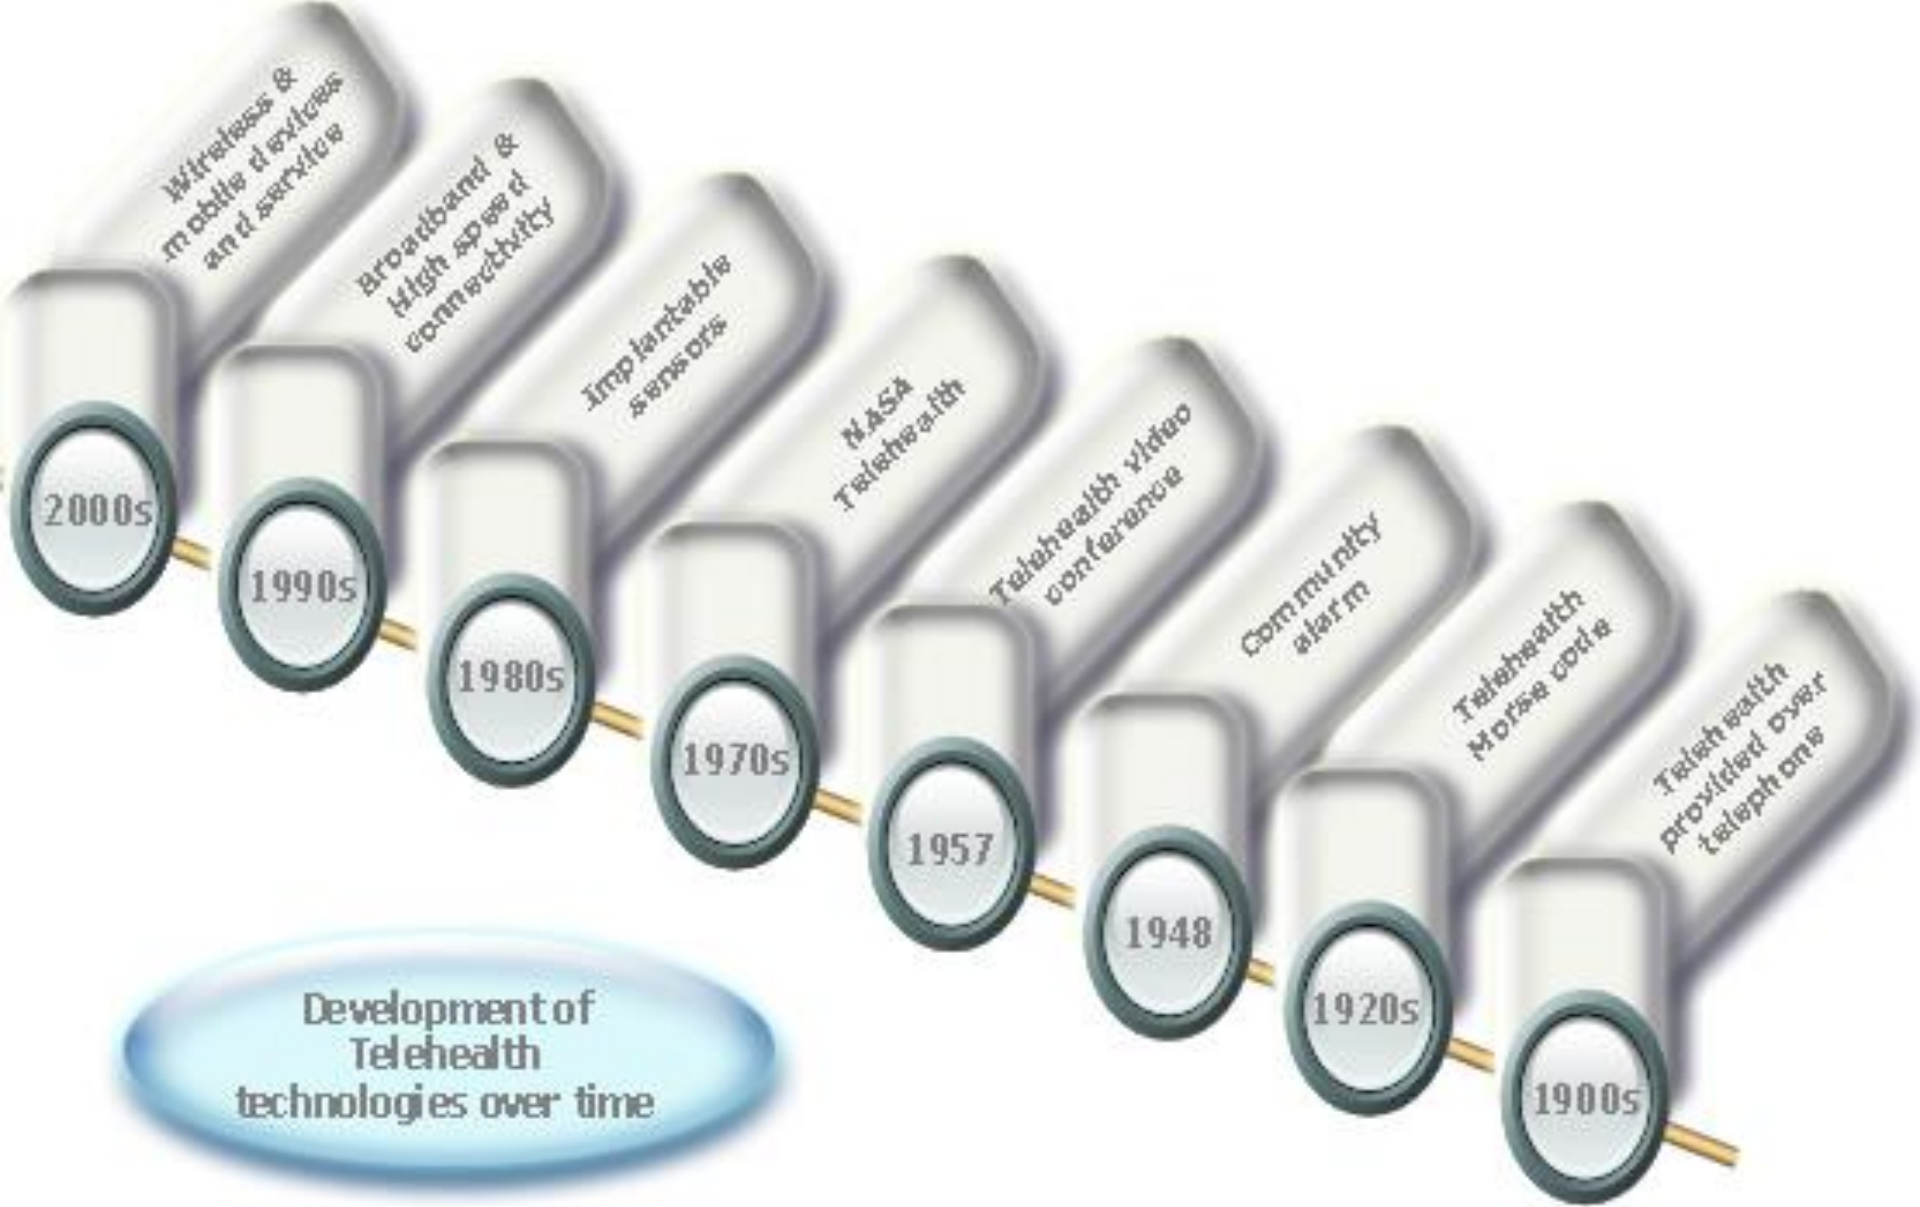 Wireless &
mobile devices
and service
2000s
Broadband &
High speed
connectivity
1990s
Implantable
sensors
1980s
NASA
Telehealth
1970s
Telehealth video
conference
1957
Community
alarm
1948
Telehealth
Morse code
1920s
Telehealth
provided over
telephone
1900s
Development of
Telehealth
technologies over time